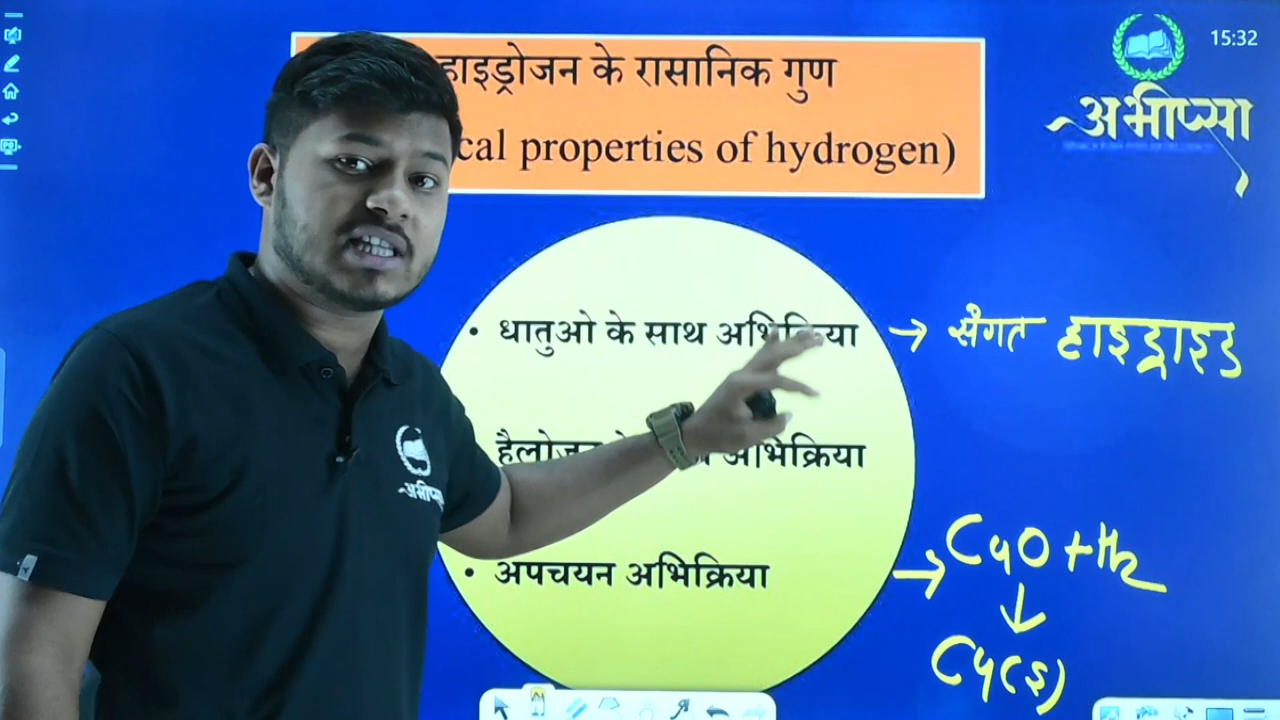 हाइड्रोजन के रासानिक गुण
cal properties of hydrogen)
15:32
अभीप्सा
• धातुओ के साथ अभिक्रिया
→ संगत हाइड्राइड
अभिक्रिया
• अपचयन अभिक्रिया
→ CuO + H2
↓
Cu(s)
अभीप्सा